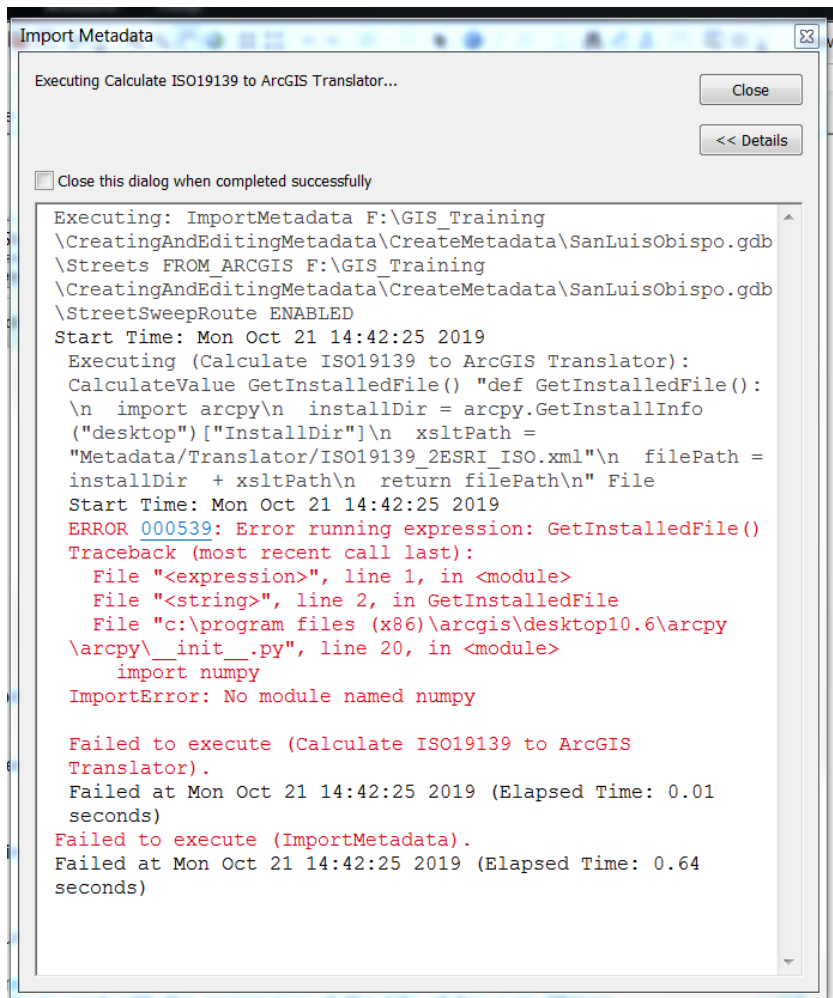 Import Metadata
Executing Calculate ISO19139 to ArcGIS Translator...
Close
<< Details
Close this dialog when completed successfully
Executing: ImportMetadata F:\GIS_Training
\CreatingAndEditingMetadata\CreateMetadata\SanLuisObispo.gdb
\Streets FROM_ARCGIS F:\GIS_Training
\CreatingAndEditingMetadata\CreateMetadata\SanLuisObispo.gdb
\StreetSweepRoute ENABLED
Start Time: Mon Oct 21 14:42:25 2019
Executing (Calculate ISO19139 to ArcGIS Translator):
CalculateValue GetInstalledFile() "def GetInstalledFile():
\n  import arcpy\n  installDir = arcpy.GetInstallInfo
("desktop")["InstallDir"]\n  xsltPath =
"Metadata/Translator/ISO19139_2ESRI_ISO.xml"\n  filePath =
installDir  + xsltPath\n  return filePath\n" File
Start Time: Mon Oct 21 14:42:25 2019
ERROR 000539: Error running expression: GetInstalledFile()
Traceback (most recent call last):
File "<expression>", line 1, in <module>
File "<string>", line 2, in GetInstalledFile
File "c:\program files (x86)\arcgis\desktop10.6\arcpy
\arcpy\__init__.py", line 20, in <module>
import numpy
ImportError: No module named numpy
Failed to execute (Calculate ISO19139 to ArcGIS
Translator).
Failed at Mon Oct 21 14:42:25 2019 (Elapsed Time: 0.01
seconds)
Failed to execute (ImportMetadata).
Failed at Mon Oct 21 14:42:25 2019 (Elapsed Time: 0.64
seconds)